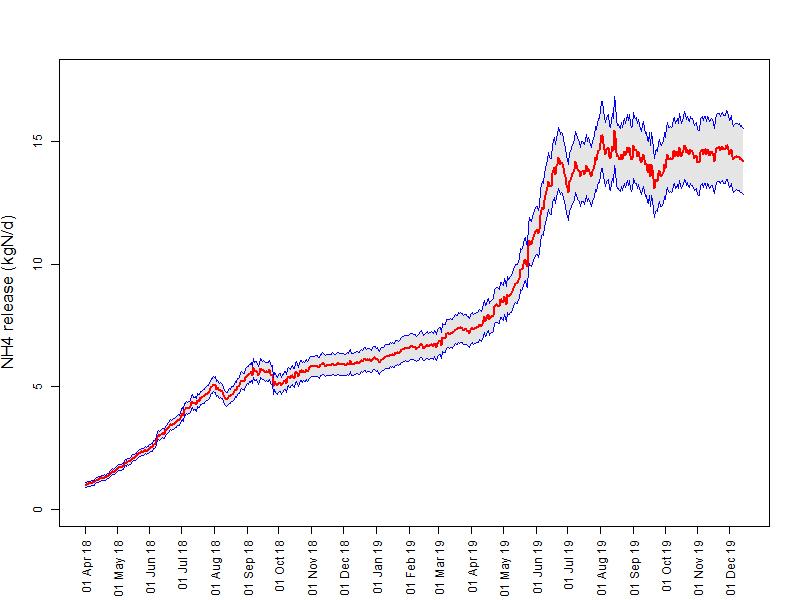 NH4 release (kgN/d)
15
10
5
0
01 Apr 18
01 May 18
01 Jun 18
01 Jul 18
01 Aug 18
01 Sep 18
01 Oct 18
01 Nov 18
01 Dec 18
01 Jan 19
01 Feb 19
01 Mar 19
01 Apr 19
01 May 19
01 Jun 19
01 Jul 19
01 Aug 19
01 Sep 19
01 Oct 19
01 Nov 19
01 Dec 19